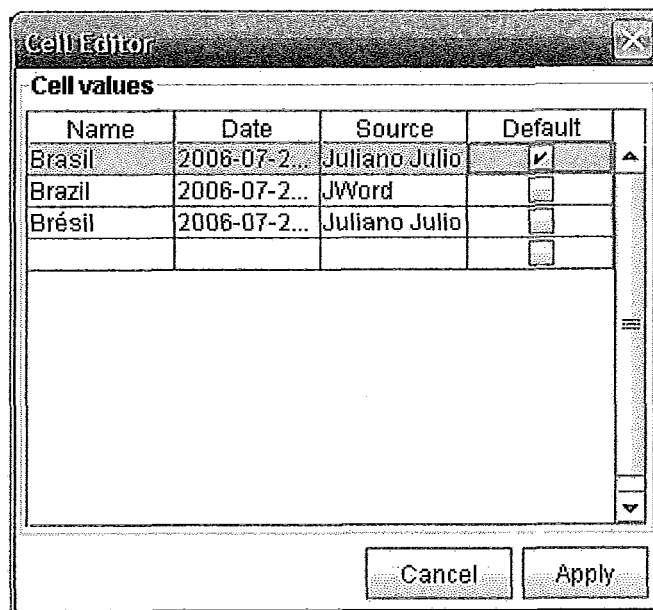 Cell Editor
Cell values
Name Date Source Default
Brasil 2006-07-2... Juliano Julio
Brazil 2006-07-2... JWord
Brésil 2006-07-2... Juliano Julio
Cancel Apply